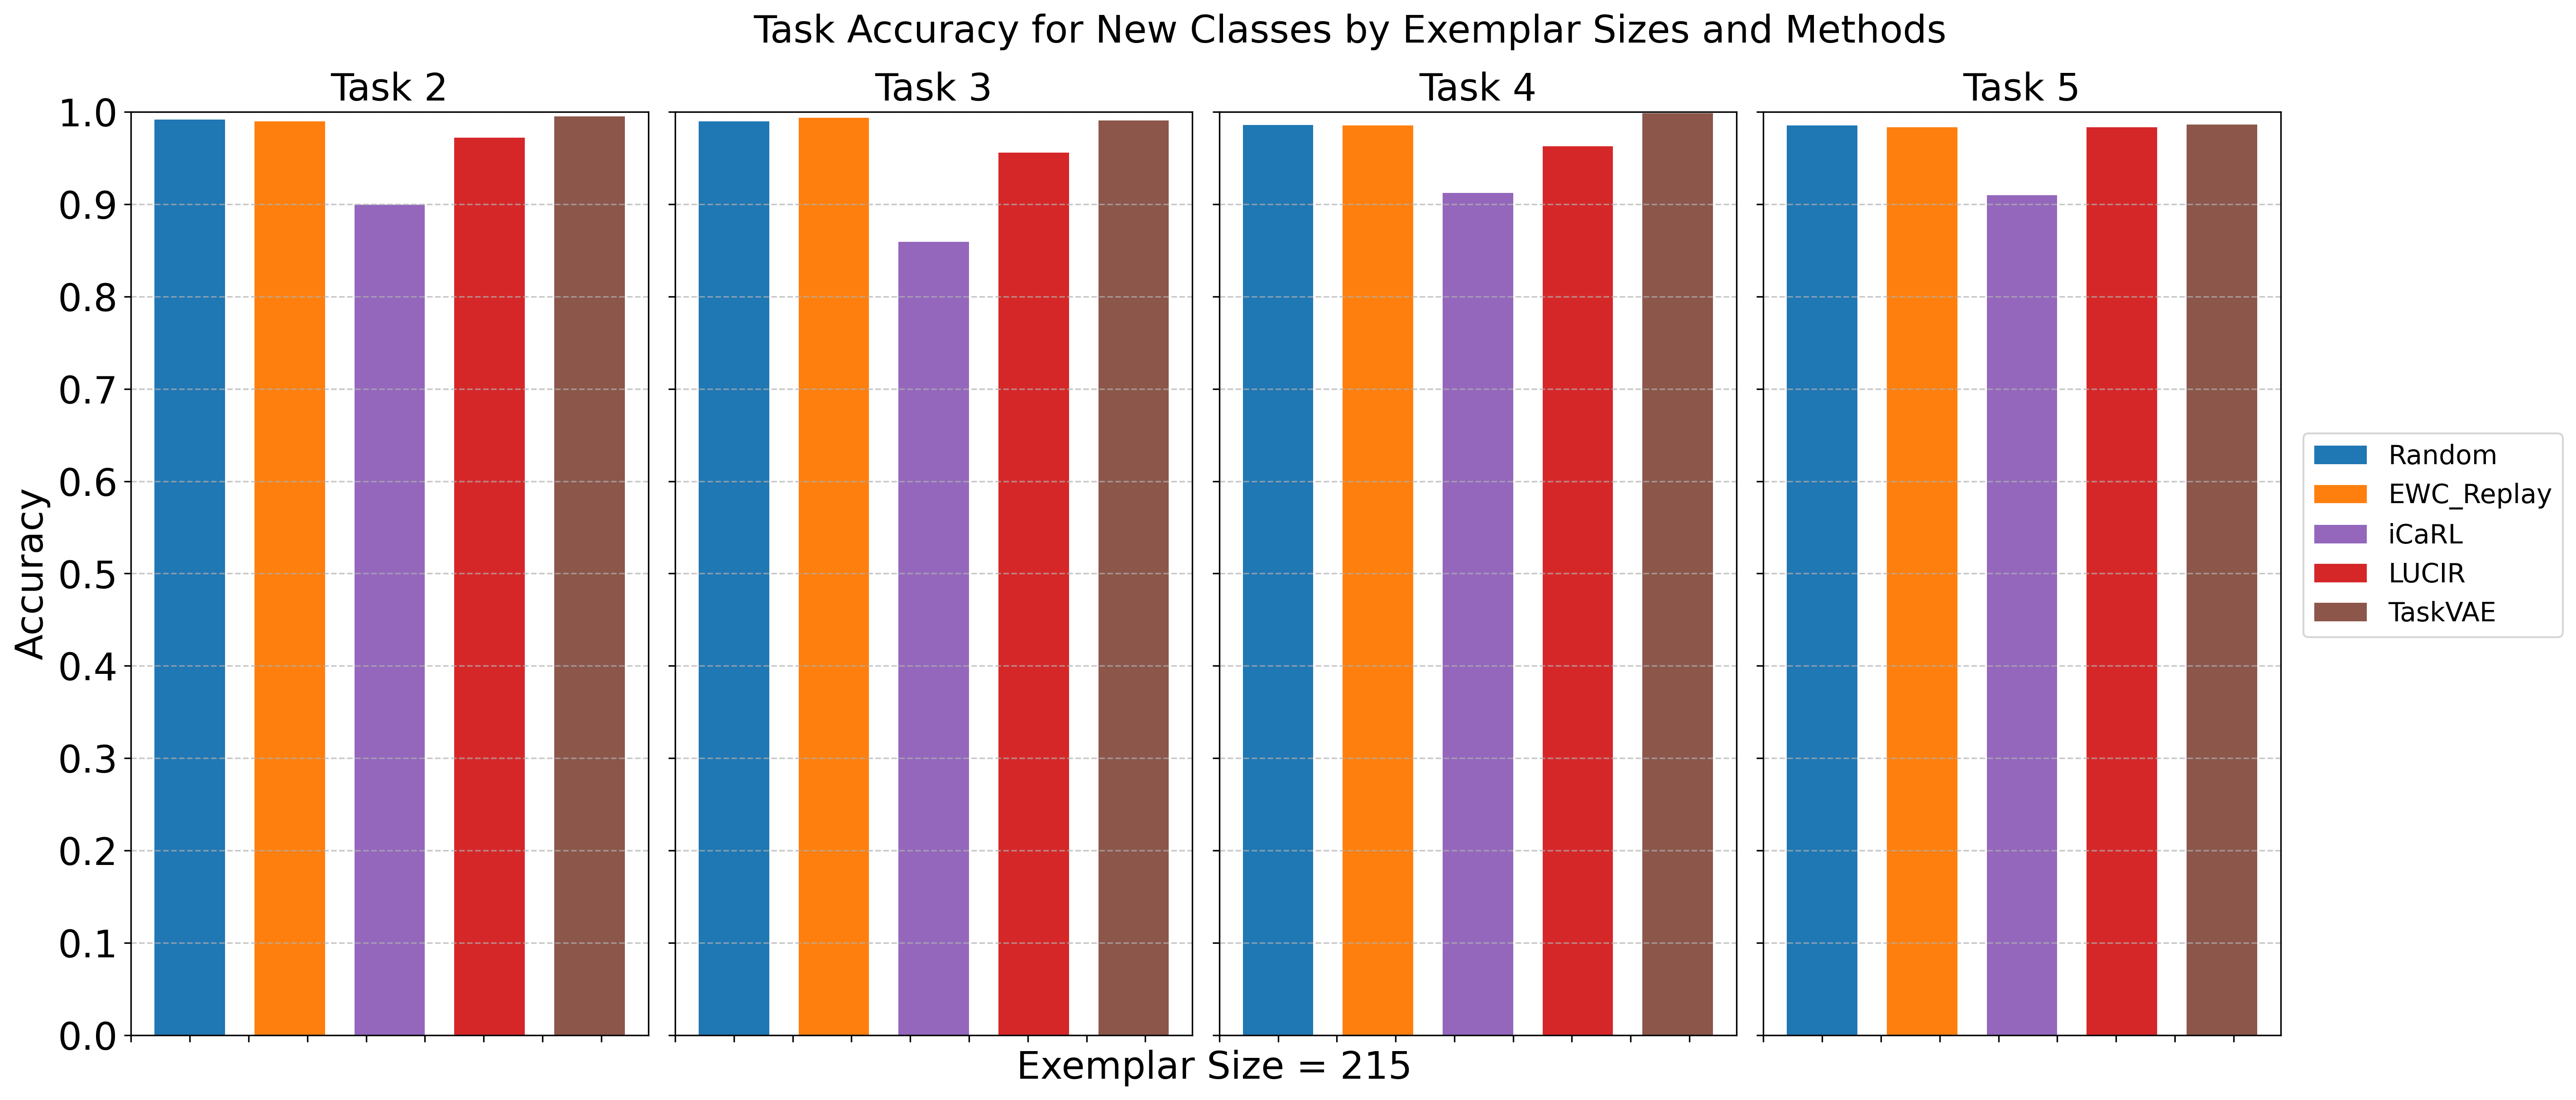 Task Accuracy for New Classes by Exemplar Sizes and Methods
Task 2
Task 3
Task 4
Task 5
1.0
0.9
0.8
0.7
0.6
0.5
0.4
0.3
0.2
0.1
0.0
Accuracy
Exemplar Size = 215
Random
EWC_Replay
iCaRL
LUCIR
TaskVAE